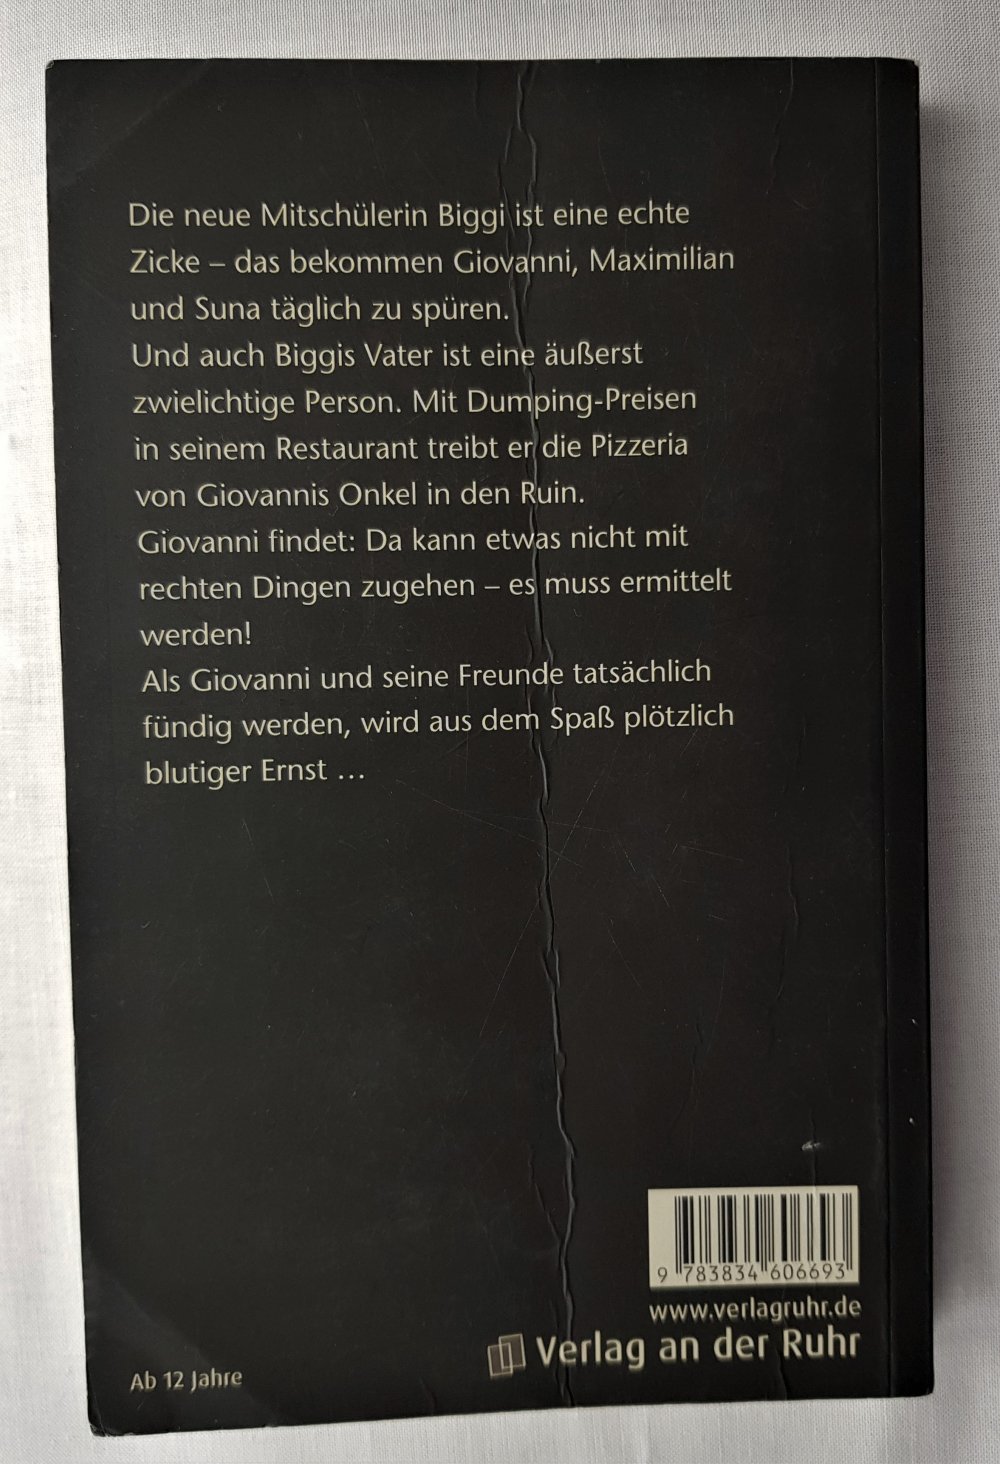 Die neue Mitschülerin Biggi ist eine echte
Zicke – das bekommen Giovanni, Maximilian
und Suna täglich zu spüren.
Und auch Biggis Vater ist eine äußerst
zwielichtige Person. Mit Dumping-Preisen
in seinem Restaurant treibt er die Pizzeria
von Giovannis Onkel in den Ruin.
Giovanni findet: Da kann etwas nicht mit
rechten Dingen zugehen – es muss ermittelt
werden!
Als Giovanni und seine Freunde tatsächlich
fündig werden, wird aus dem Spaß plötzlich
blutiger Ernst …
9 783834 606693
www.verlagruhr.de
Verlag an der Ruhr
Ab 12 Jahre